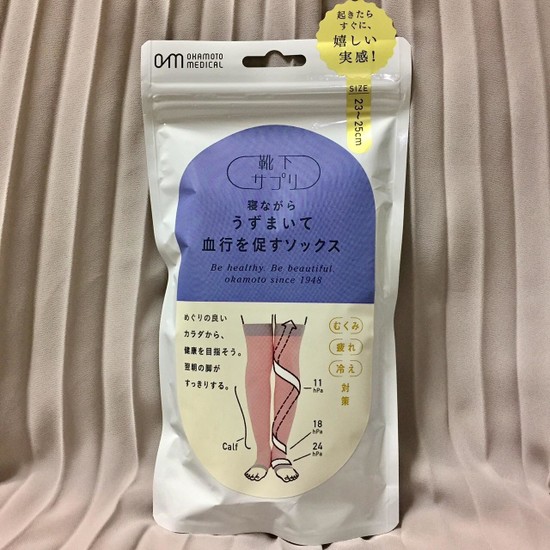 OKAMOTO
MEDICAL
起きたら
すぐに、
嬉しい
実感!
SIZE
23～25cm
靴下
サプリ
寝ながら
うずまいて
血行を促すソックス
Be healthy. Be beautiful.
okamoto since 1948
めぐりの良い
カラダから、
健康を目指そう。
翌朝の脚が
すっきりする。
むくみ
疲れ
冷え
対策
11
hPa
18
hPa
24
hPa
Calf